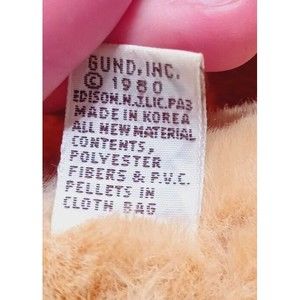 GUND, INC.
© 1980
EDISON, N.J. LIC. PA3
MADE IN KOREA
ALL NEW MATERIAL
CONTENTS,
POLYESTER
FIBERS & P.V.C.
PELLETS IN
CLOTH BAG